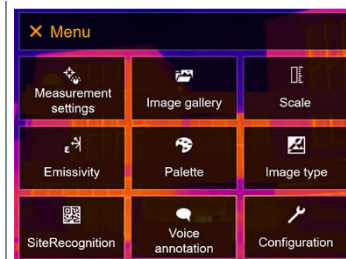 Menu
Measurement
settings
Image gallery
Scale
ε
Emissivity
Palette
Image type
SiteRecognition
Voice
annotation
Configuration